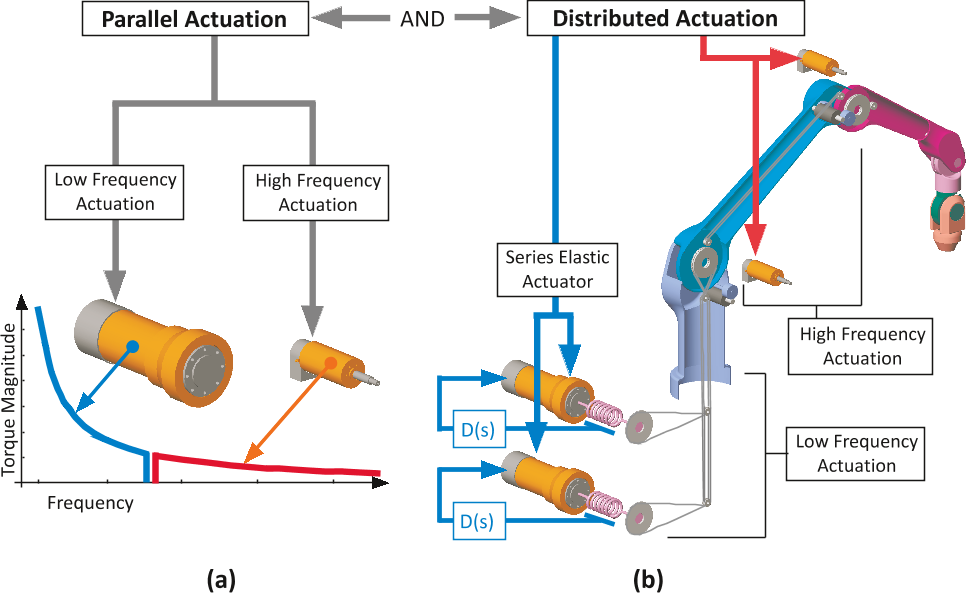 Parallel Actuation
AND
Distributed Actuation
Low Frequency
Actuation
High Frequency
Actuation
Torque Magnitude
Frequency
(a)
Series Elastic
Actuator
D(s)
D(s)
High Frequency
Actuation
Low Frequency
Actuation
(b)